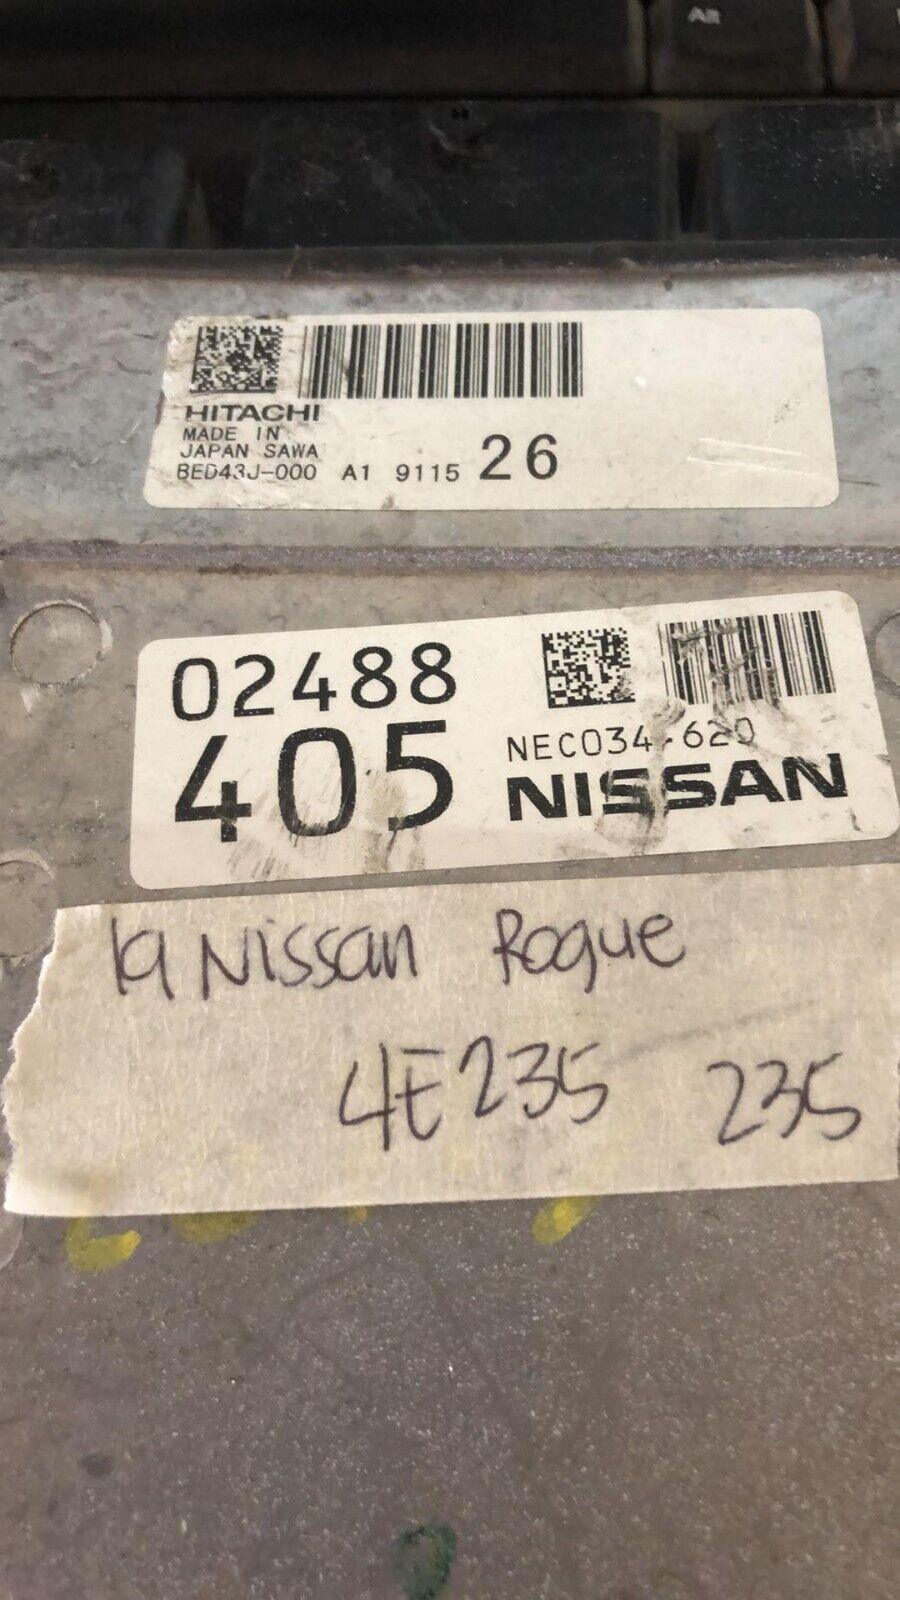 Alt
HITACHI
MADE IN
JAPAN SAWA
BED43J-000 A1 9115 26
02488
405
NEC034-620
NISSAN
19 Nissan Rogue
4E235 235